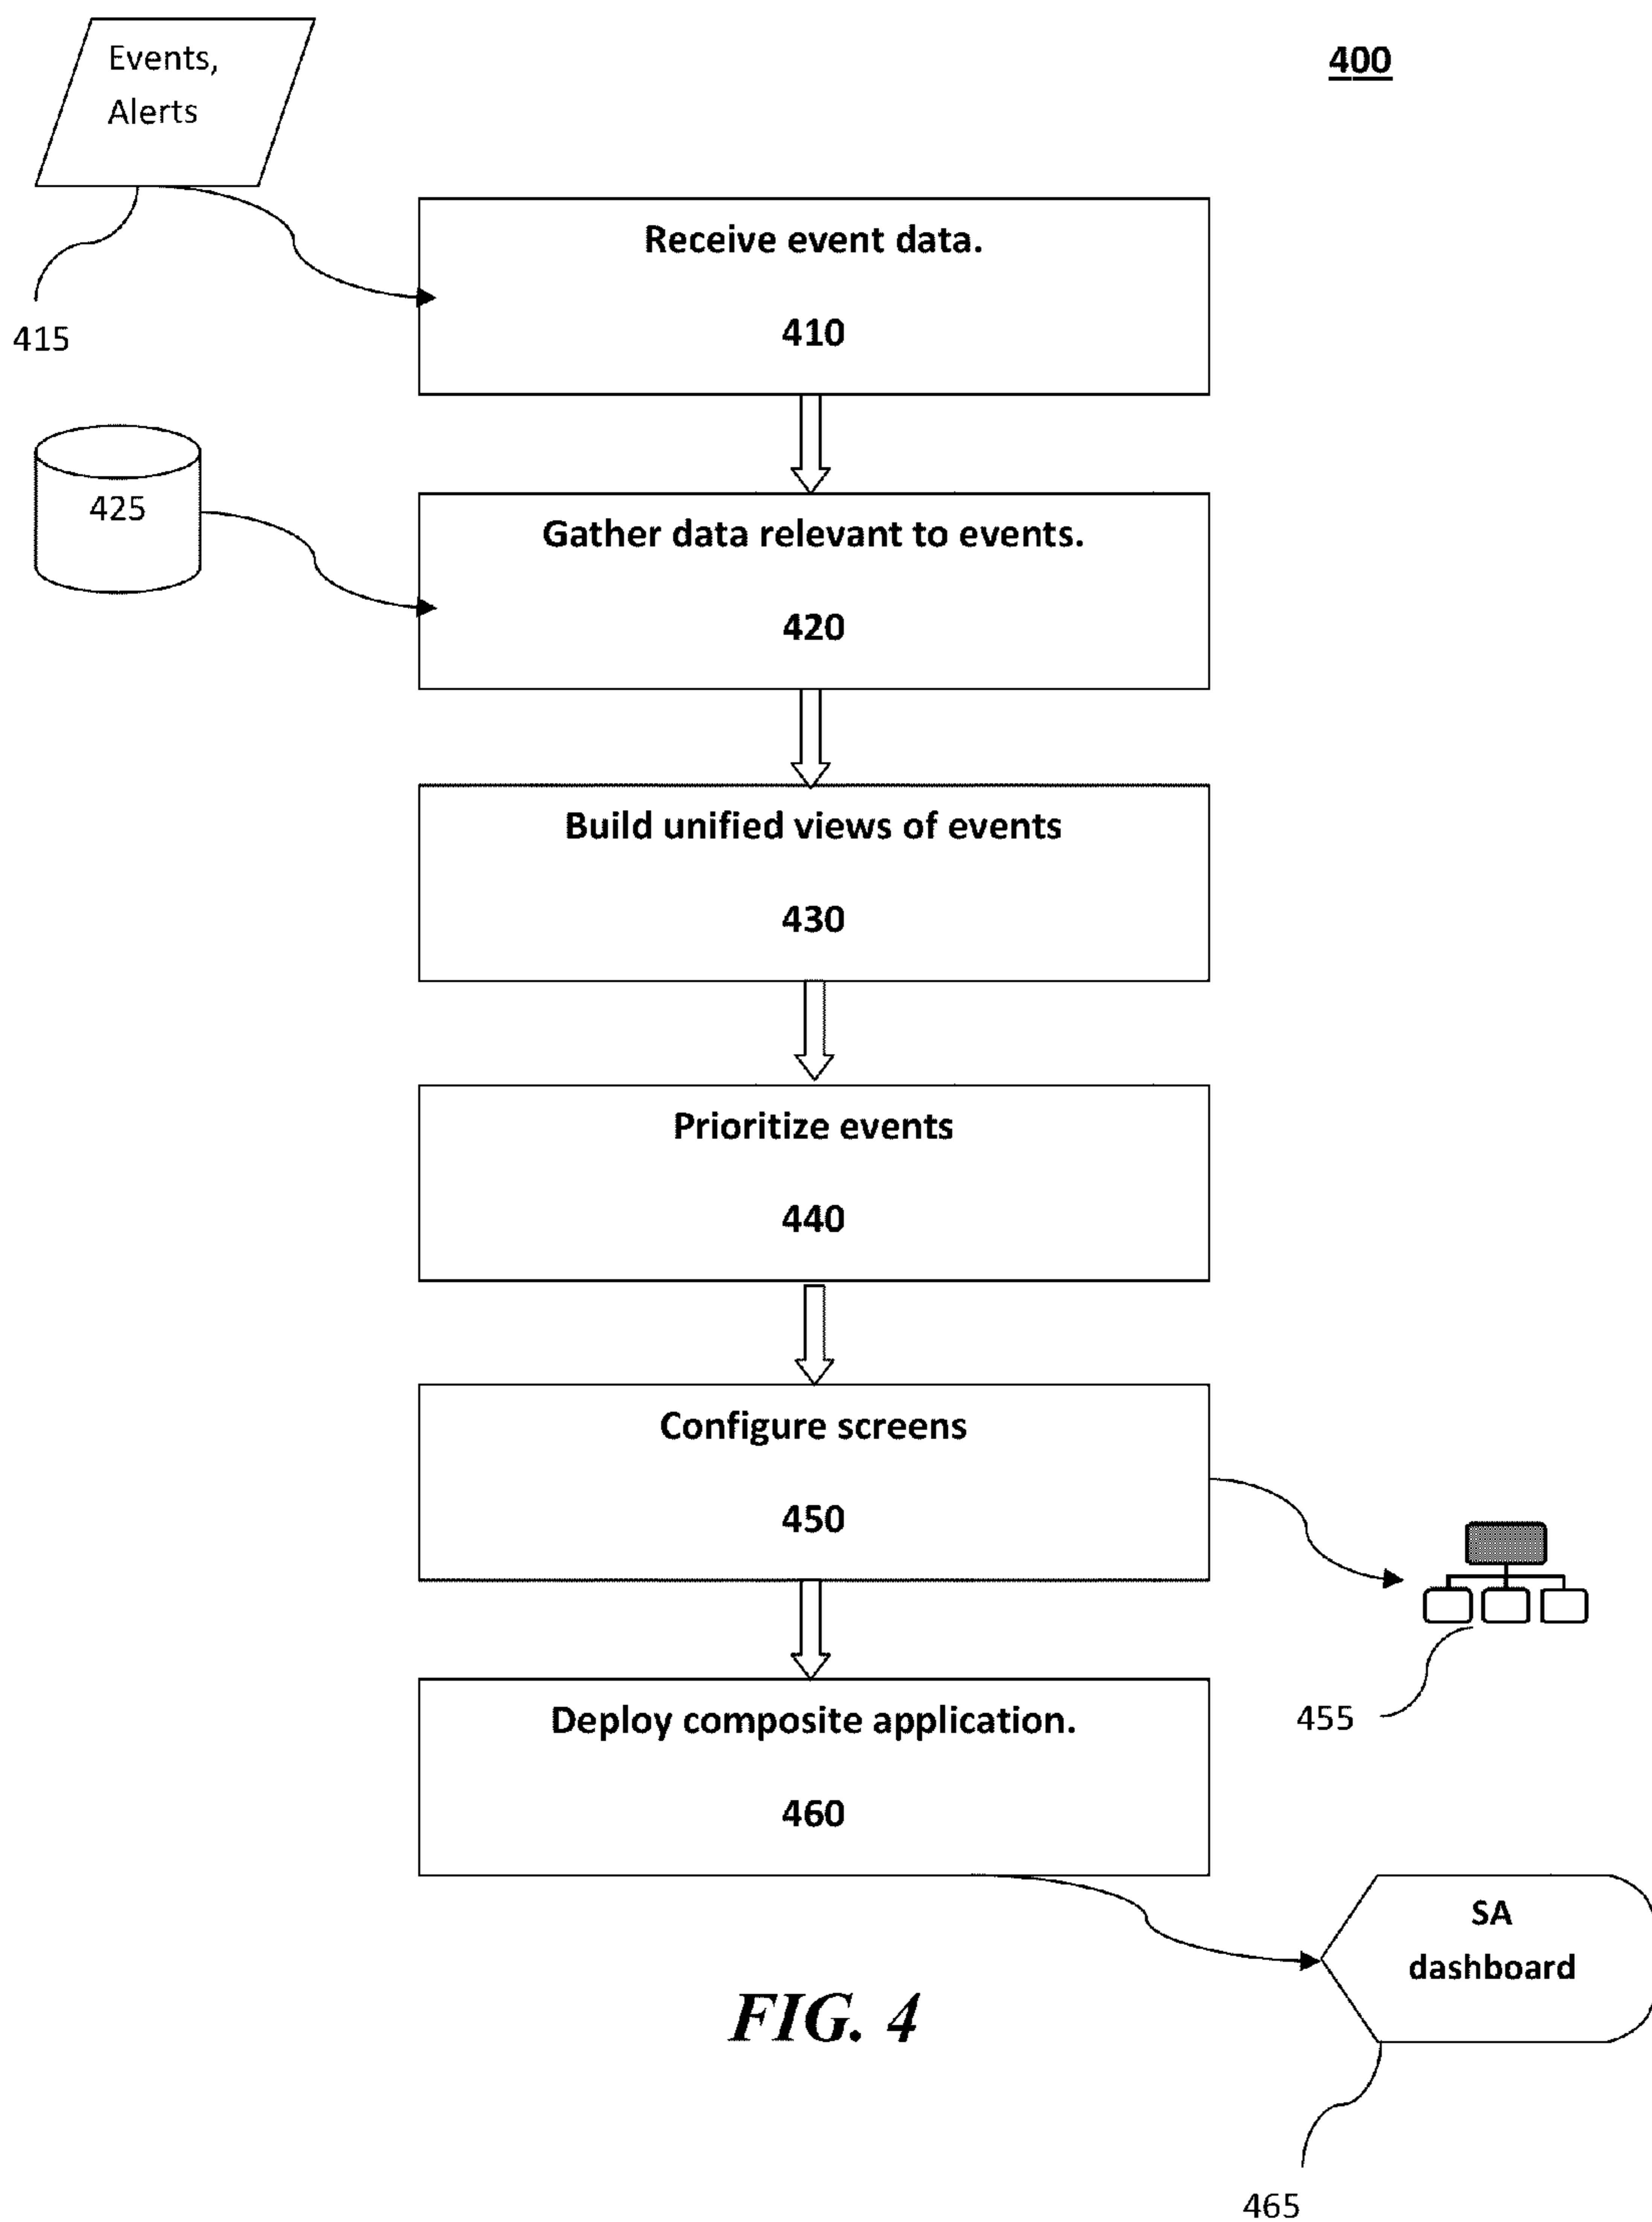 Events,
Alerts
400
415
Receive event data.
410
425
Gather data relevant to events.
420
Build unified views of events
430
Prioritize events
440
Configure screens
450
455
Deploy composite application.
460
SA
dashboard
FIG. 4
465